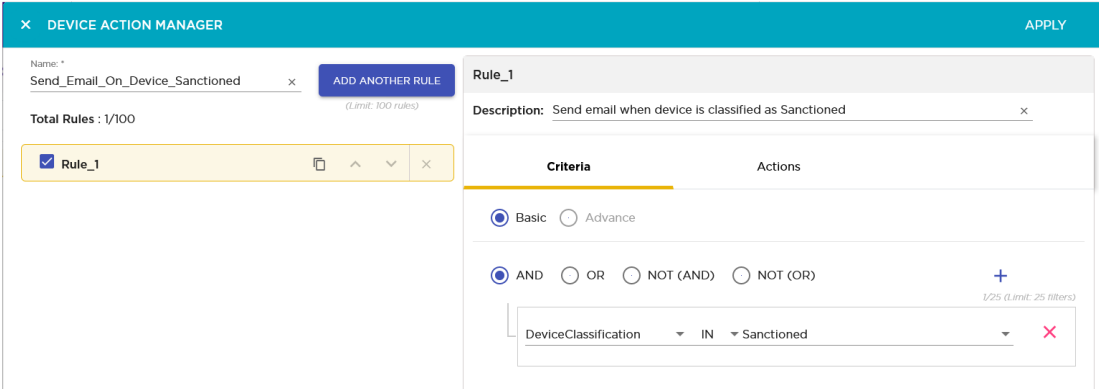 DEVICE ACTION MANAGER
APPLY
Name: *
Send_Email_On_Device_Sanctioned
ADD ANOTHER RULE
(Limit: 100 rules)
Total Rules : 1/100
Rule_1
Rule_1
Description: Send email when device is classified as Sanctioned
Criteria Actions
Basic Advance
AND OR NOT (AND) NOT (OR)
1/25 (Limit: 25 filters)
DeviceClassification IN Sanctioned